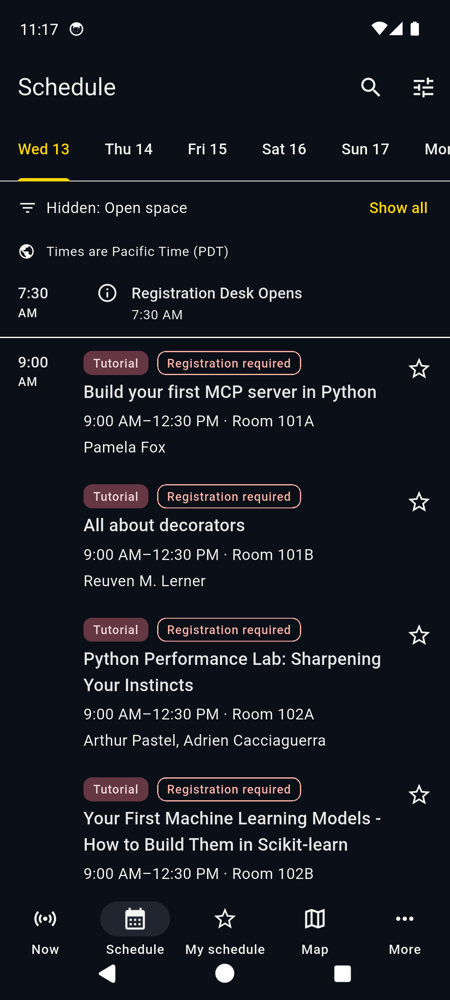 11:17
Schedule
Wed 13 Thu 14 Fri 15 Sat 16 Sun 17 Mon
Hidden: Open space Show all
Times are Pacific Time (PDT)
7:30 AM
Registration Desk Opens
7:30 AM
9:00 AM
Tutorial Registration required
Build your first MCP server in Python
9:00 AM–12:30 PM · Room 101A
Pamela Fox
Tutorial Registration required
All about decorators
9:00 AM–12:30 PM · Room 101B
Reuven M. Lerner
Tutorial Registration required
Python Performance Lab: Sharpening
Your Instincts
9:00 AM–12:30 PM · Room 102A
Arthur Pastel, Adrien Cacciaguerra
Tutorial Registration required
Your First Machine Learning Models -
How to Build Them in Scikit-learn
9:00 AM–12:30 PM · Room 102B
Now Schedule My schedule Map More